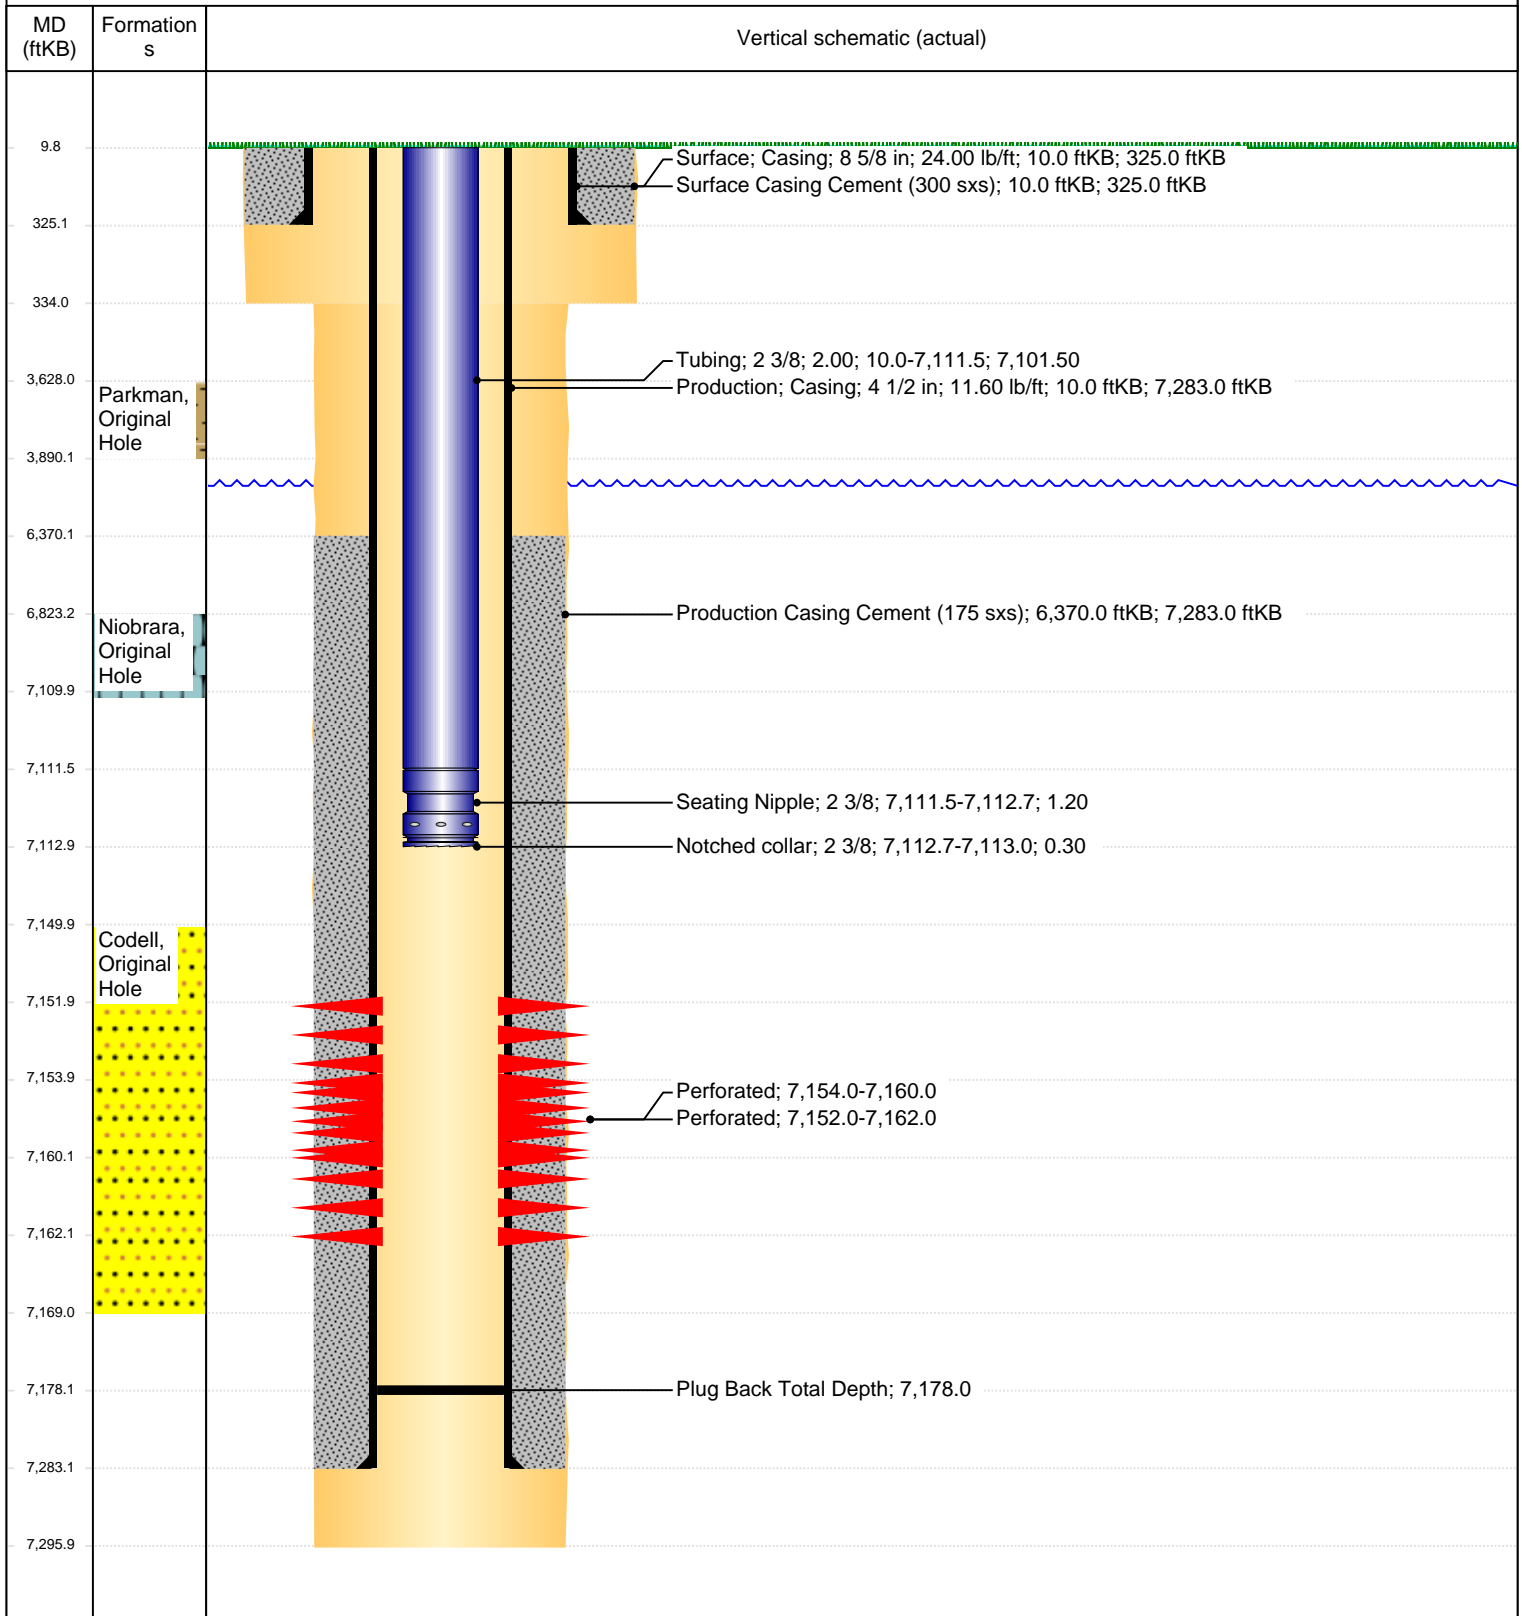 MD
(ftKB)
Formation
s
Vertical schematic (actual)
9.8
Surface; Casing; 8 5/8 in; 24.00 lb/ft; 10.0 ftKB; 325.0 ftKB
Surface Casing Cement (300 sxs); 10.0 ftKB; 325.0 ftKB
325.1
334.0
Tubing; 2 3/8; 2.00; 10.0-7,111.5; 7,101.50
3,628.0
Production; Casing; 4 1/2 in; 11.60 lb/ft; 10.0 ftKB; 7,283.0 ftKB
Parkman,
Original
Hole
3,890.1
6,370.1
6,823.2
Production Casing Cement (175 sxs); 6,370.0 ftKB; 7,283.0 ftKB
Niobrara,
Original
Hole
7,109.9
7,111.5
Seating Nipple; 2 3/8; 7,111.5-7,112.7; 1.20
7,112.9
Notched collar; 2 3/8; 7,112.7-7,113.0; 0.30
7,149.9
Codell,
Original
Hole
7,151.9
7,153.9
Perforated; 7,154.0-7,160.0
Perforated; 7,152.0-7,162.0
7,160.1
7,162.1
7,169.0
7,178.1
Plug Back Total Depth; 7,178.0
7,283.1
7,295.9